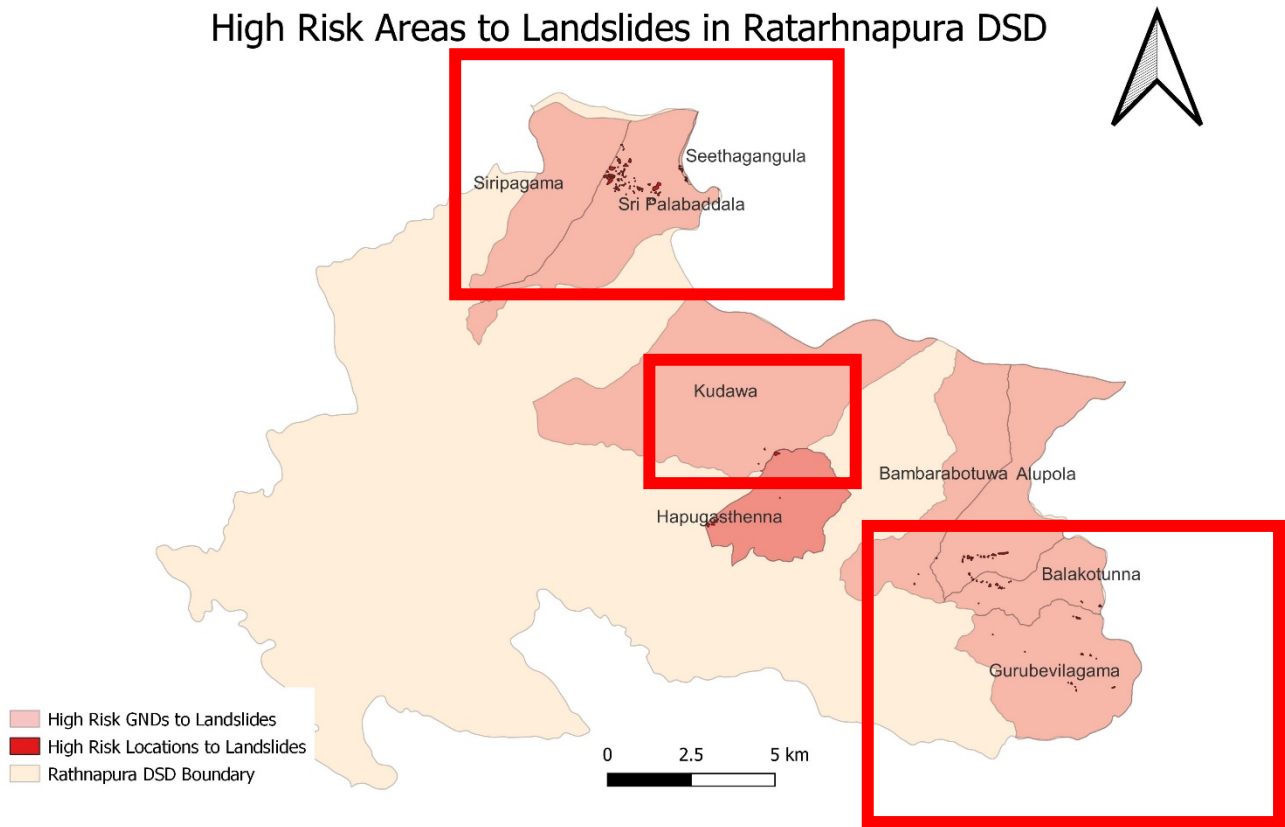 High Risk Areas to Landslides in Ratarhnapura DSD
Seethagangula
Siripagama
Sri Palabaddala
Kudawa
Bambarabotuwa
Alupola
Hapugasthenna
Balakotunna
Gurubevilagama
High Risk GNDs to Landslides
High Risk Locations to Landslides
Rathnapura DSD Boundary
0 2.5 5 km